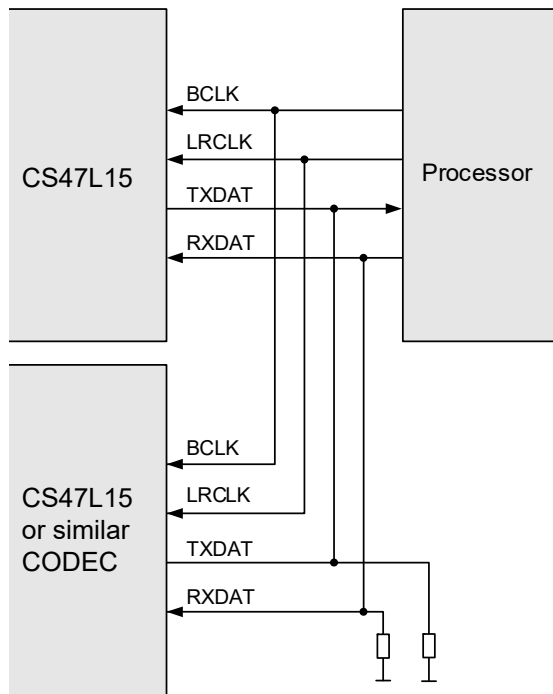 BCLK
LRCLK
CS47L15
Processor
TXDAT
RXDAT
BCLK
CS47L15
or similar
CODEC
LRCLK
TXDAT
RXDAT